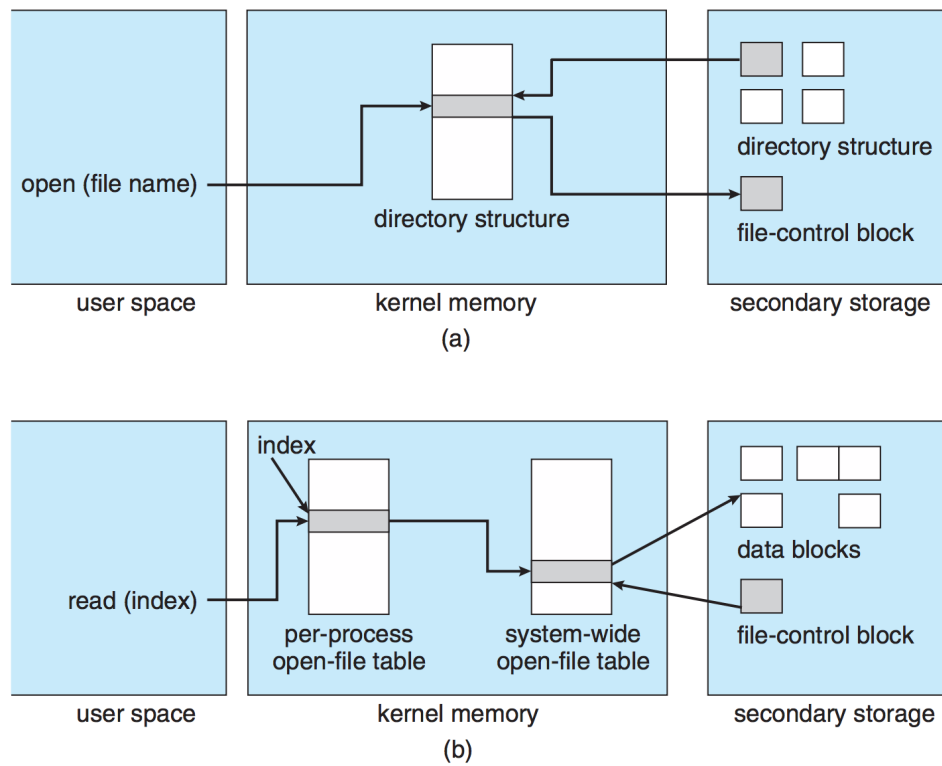 open (file name)
directory structure
directory structure
file-control block
user space
kernel memory
secondary storage
(a)
index
read (index)
per-process
open-file table
system-wide
open-file table
data blocks
file-control block
user space
kernel memory
secondary storage
(b)